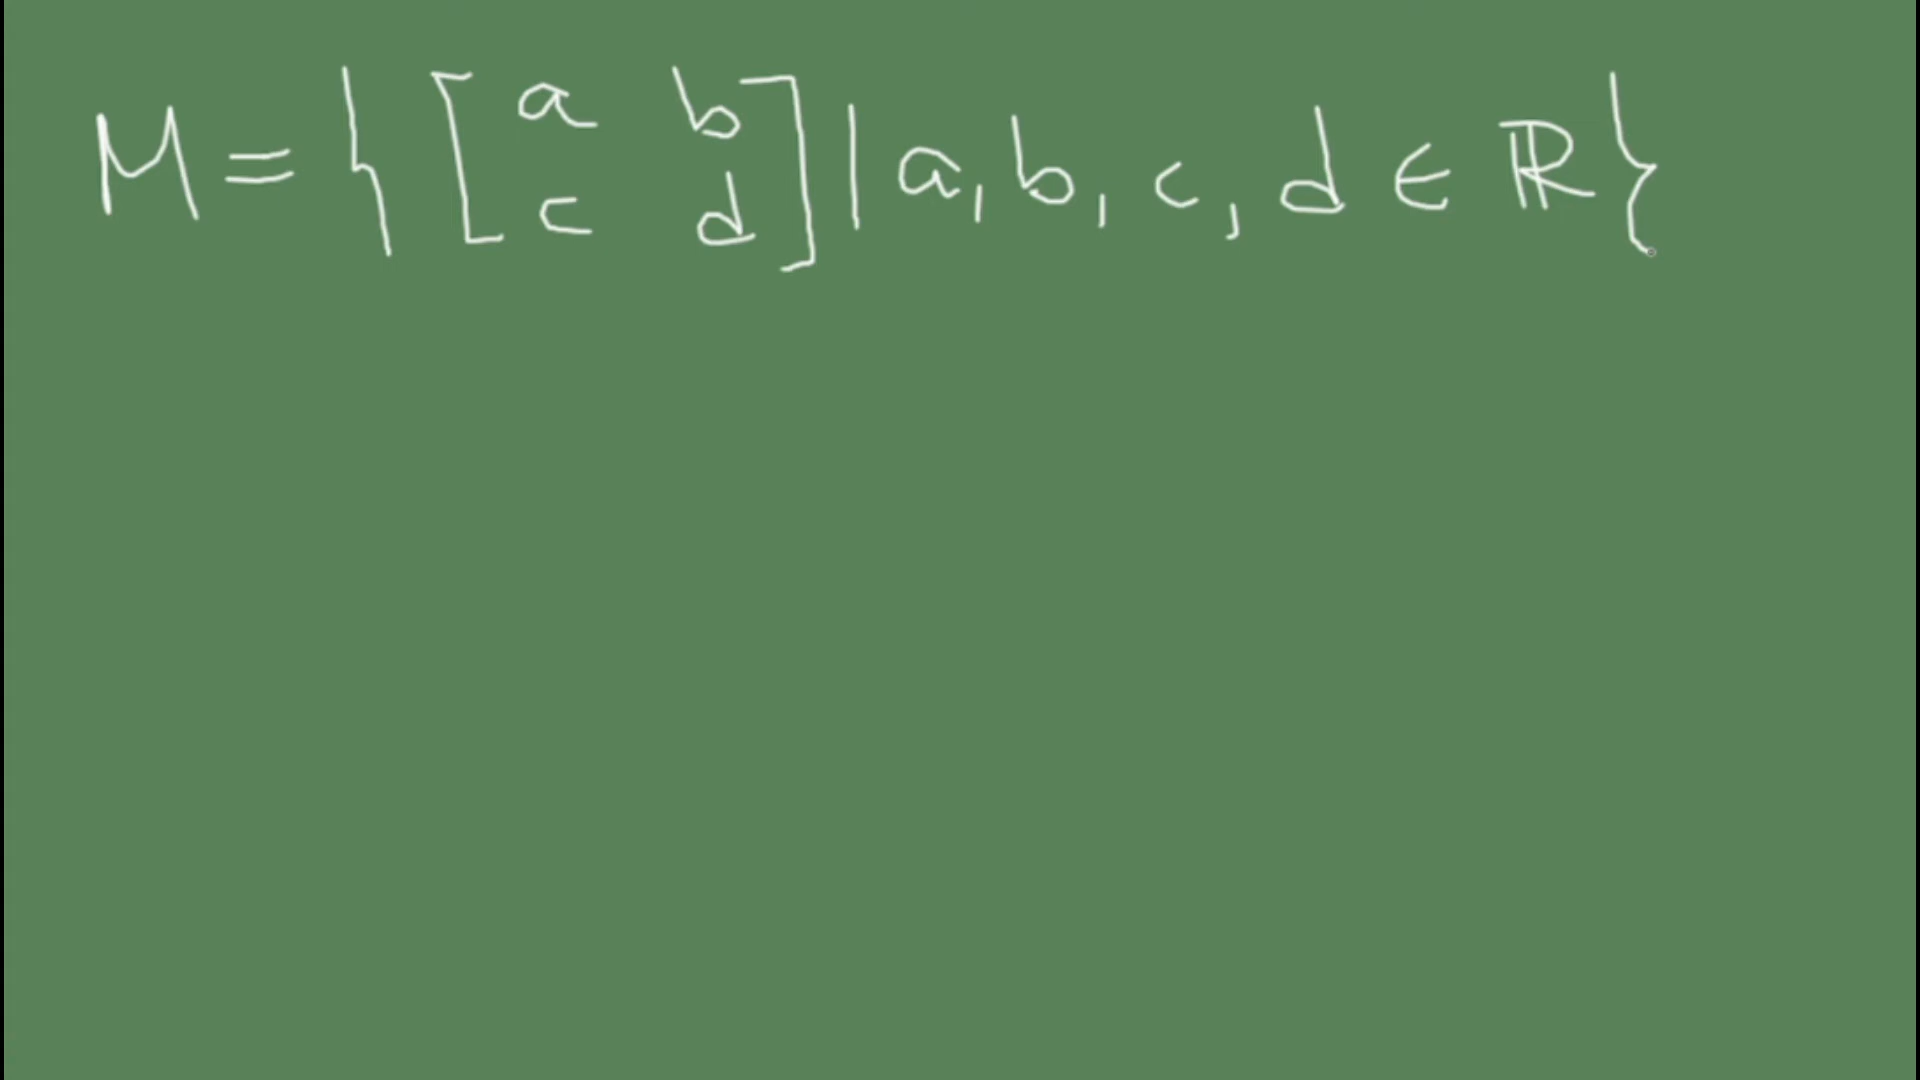 M = { [ a b ; c d ] | a, b, c, d ∈ ℝ }